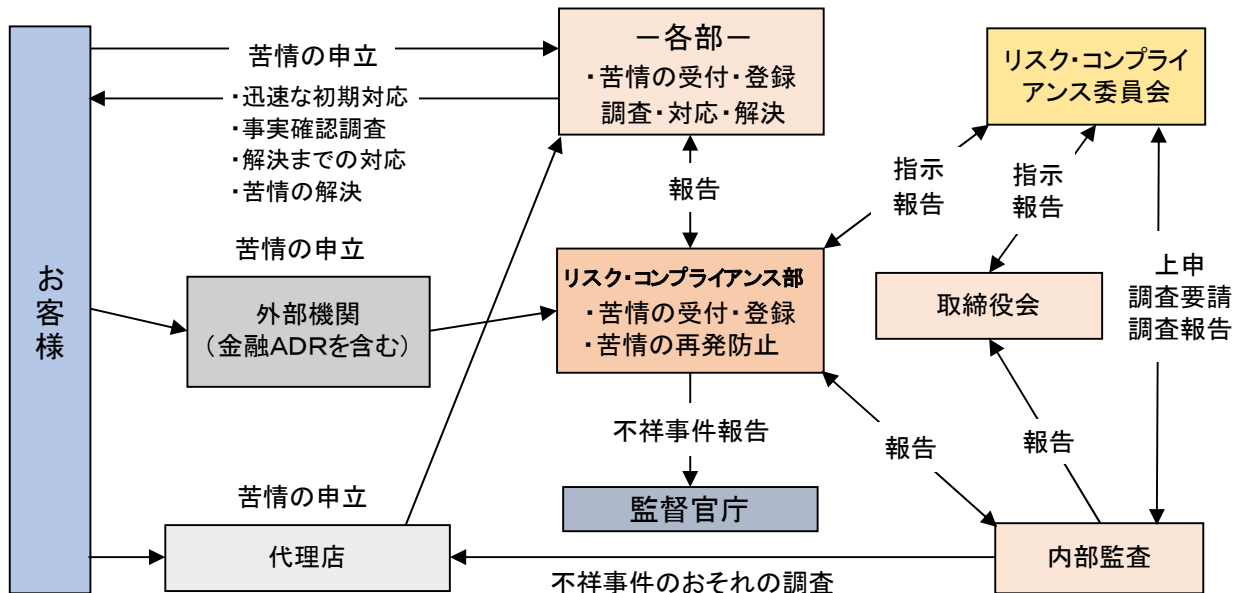 お客様
苦情の申立
・迅速な初期対応
・事実確認調査
・解決までの対応
・苦情の解決
－各部－
・苦情の受付・登録
調査・対応・解決
リスク・コンプライ
アンス委員会
報告
指示
報告
指示
報告
苦情の申立
外部機関
（金融ADRを含む）
リスク・コンプライアンス部
・苦情の受付・登録
・苦情の再発防止
取締役会
上申
調査要請
調査報告
不祥事件報告
報告
報告
苦情の申立
監督官庁
代理店
内部監査
不祥事件のおそれの調査